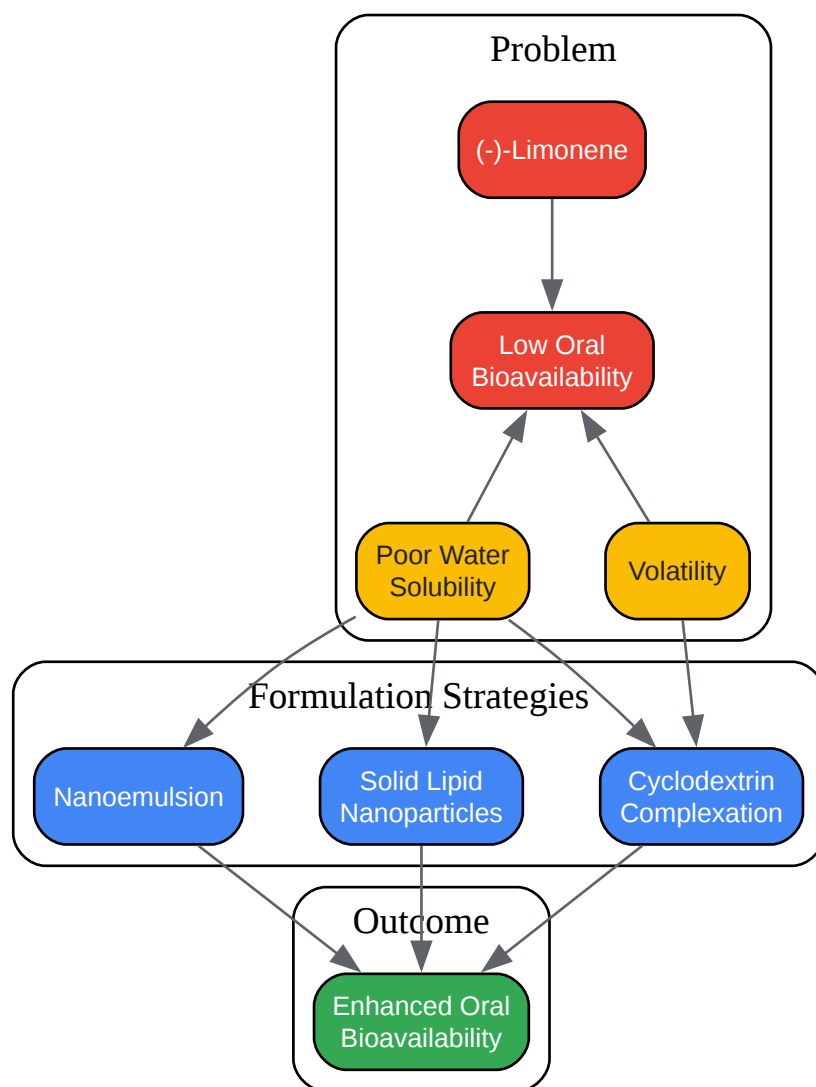 Problem
(-)-Limonene
Low Oral
Bioavailability
Poor Water
Solubility
Volatility
Formulation Strategies
Nanoemulsion
Solid Lipid
Nanoparticles
Cyclodextrin
Complexation
Outcome
Enhanced Oral
Bioavailability